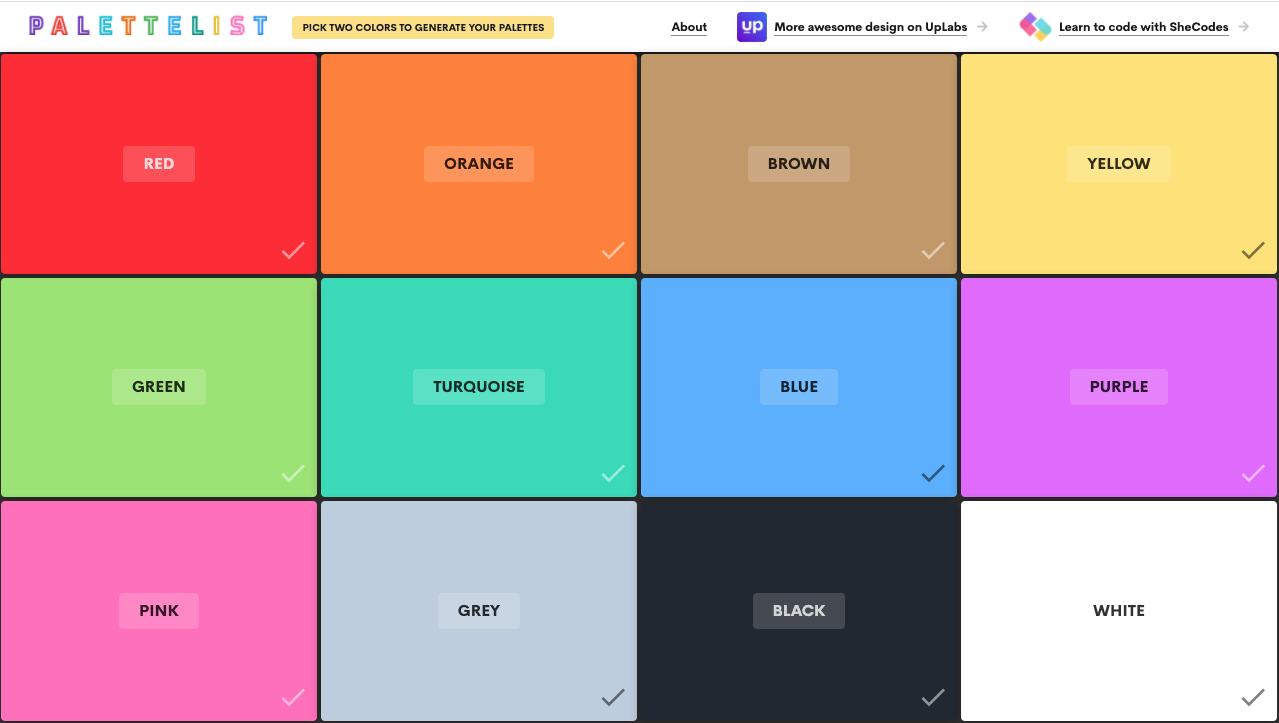 PALETTELIST
PICK TWO COLORS TO GENERATE YOUR PALETTES
About
up
More awesome design on UpLabs
Learn to code with SheCodes
RED
ORANGE
BROWN
YELLOW
GREEN
TURQUOISE
BLUE
PURPLE
PINK
GREY
BLACK
WHITE